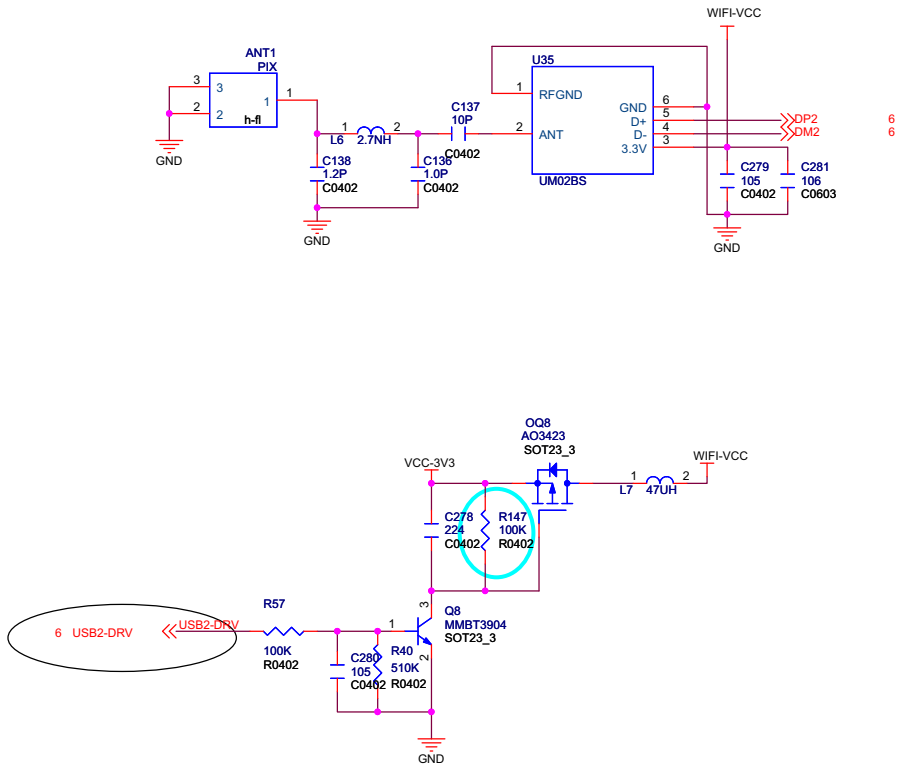 WIFI-VCC
ANT1
PIX
3
3
2
2
1
1
h-fl
GND
L6
1
2
2.7NH
C137
10P
C0402
C138
1.2P
C0402
C136
1.0P
C0402
GND
U35
1
RFGND
2
ANT
GND
6
D+
5
D-
4
3.3V
3
UM02BS
DP2
6
DM2
6
C279
105
C0402
C281
106
C0603
GND
OQ8
AO3423
SOT23_3
VCC-3V3
WIFI-VCC
1
2
L7
47UH
C278
224
C0402
R147
100K
R0402
R57
100K
R0402
6
USB2-DRV
USB2-DRV
3
1
2
Q8
MMBT3904
SOT23_3
C280
105
C0402
R40
510K
R0402
GND